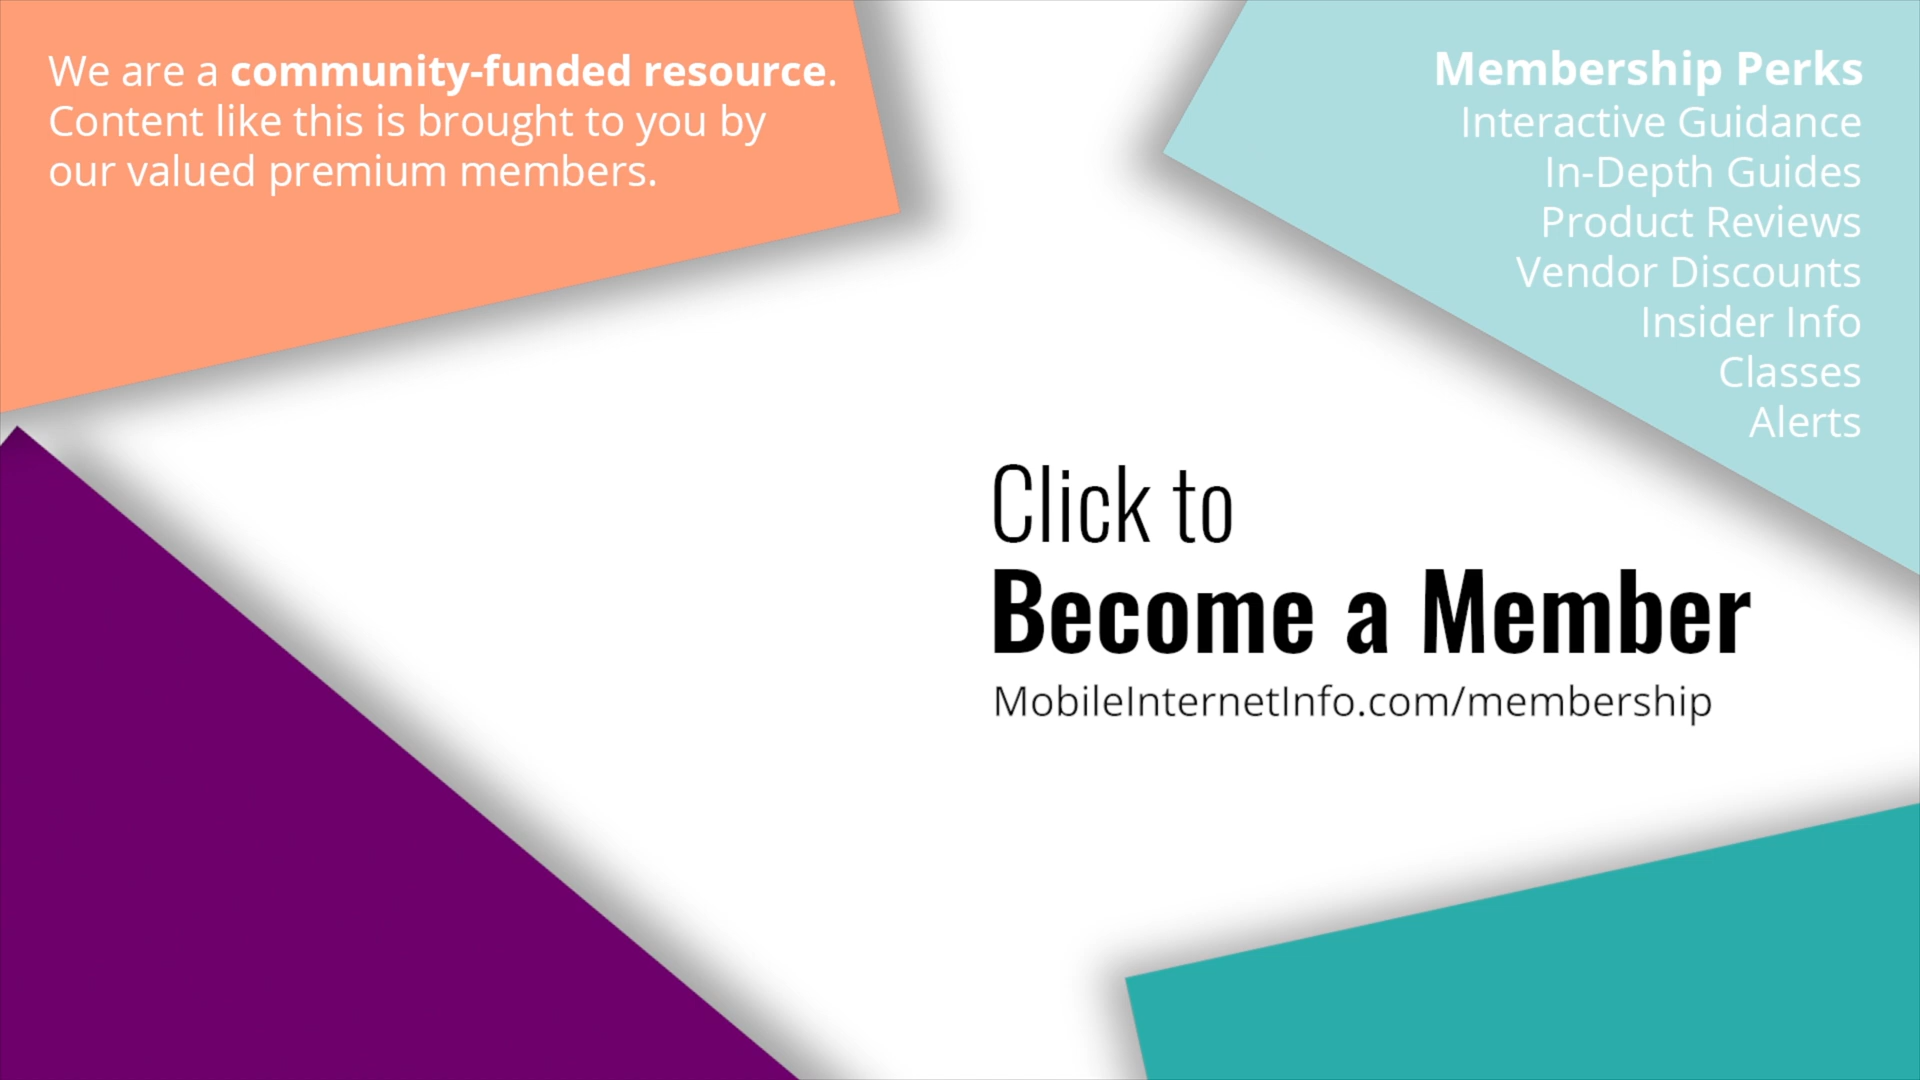 We are a community-funded resource.
Content like this is brought to you by
our valued premium members.
Membership Perks
Interactive Guidance
In-Depth Guides
Product Reviews
Vendor Discounts
Insider Info
Classes
Alerts
Click to
Become a Member
MobileInternetInfo.com/membership